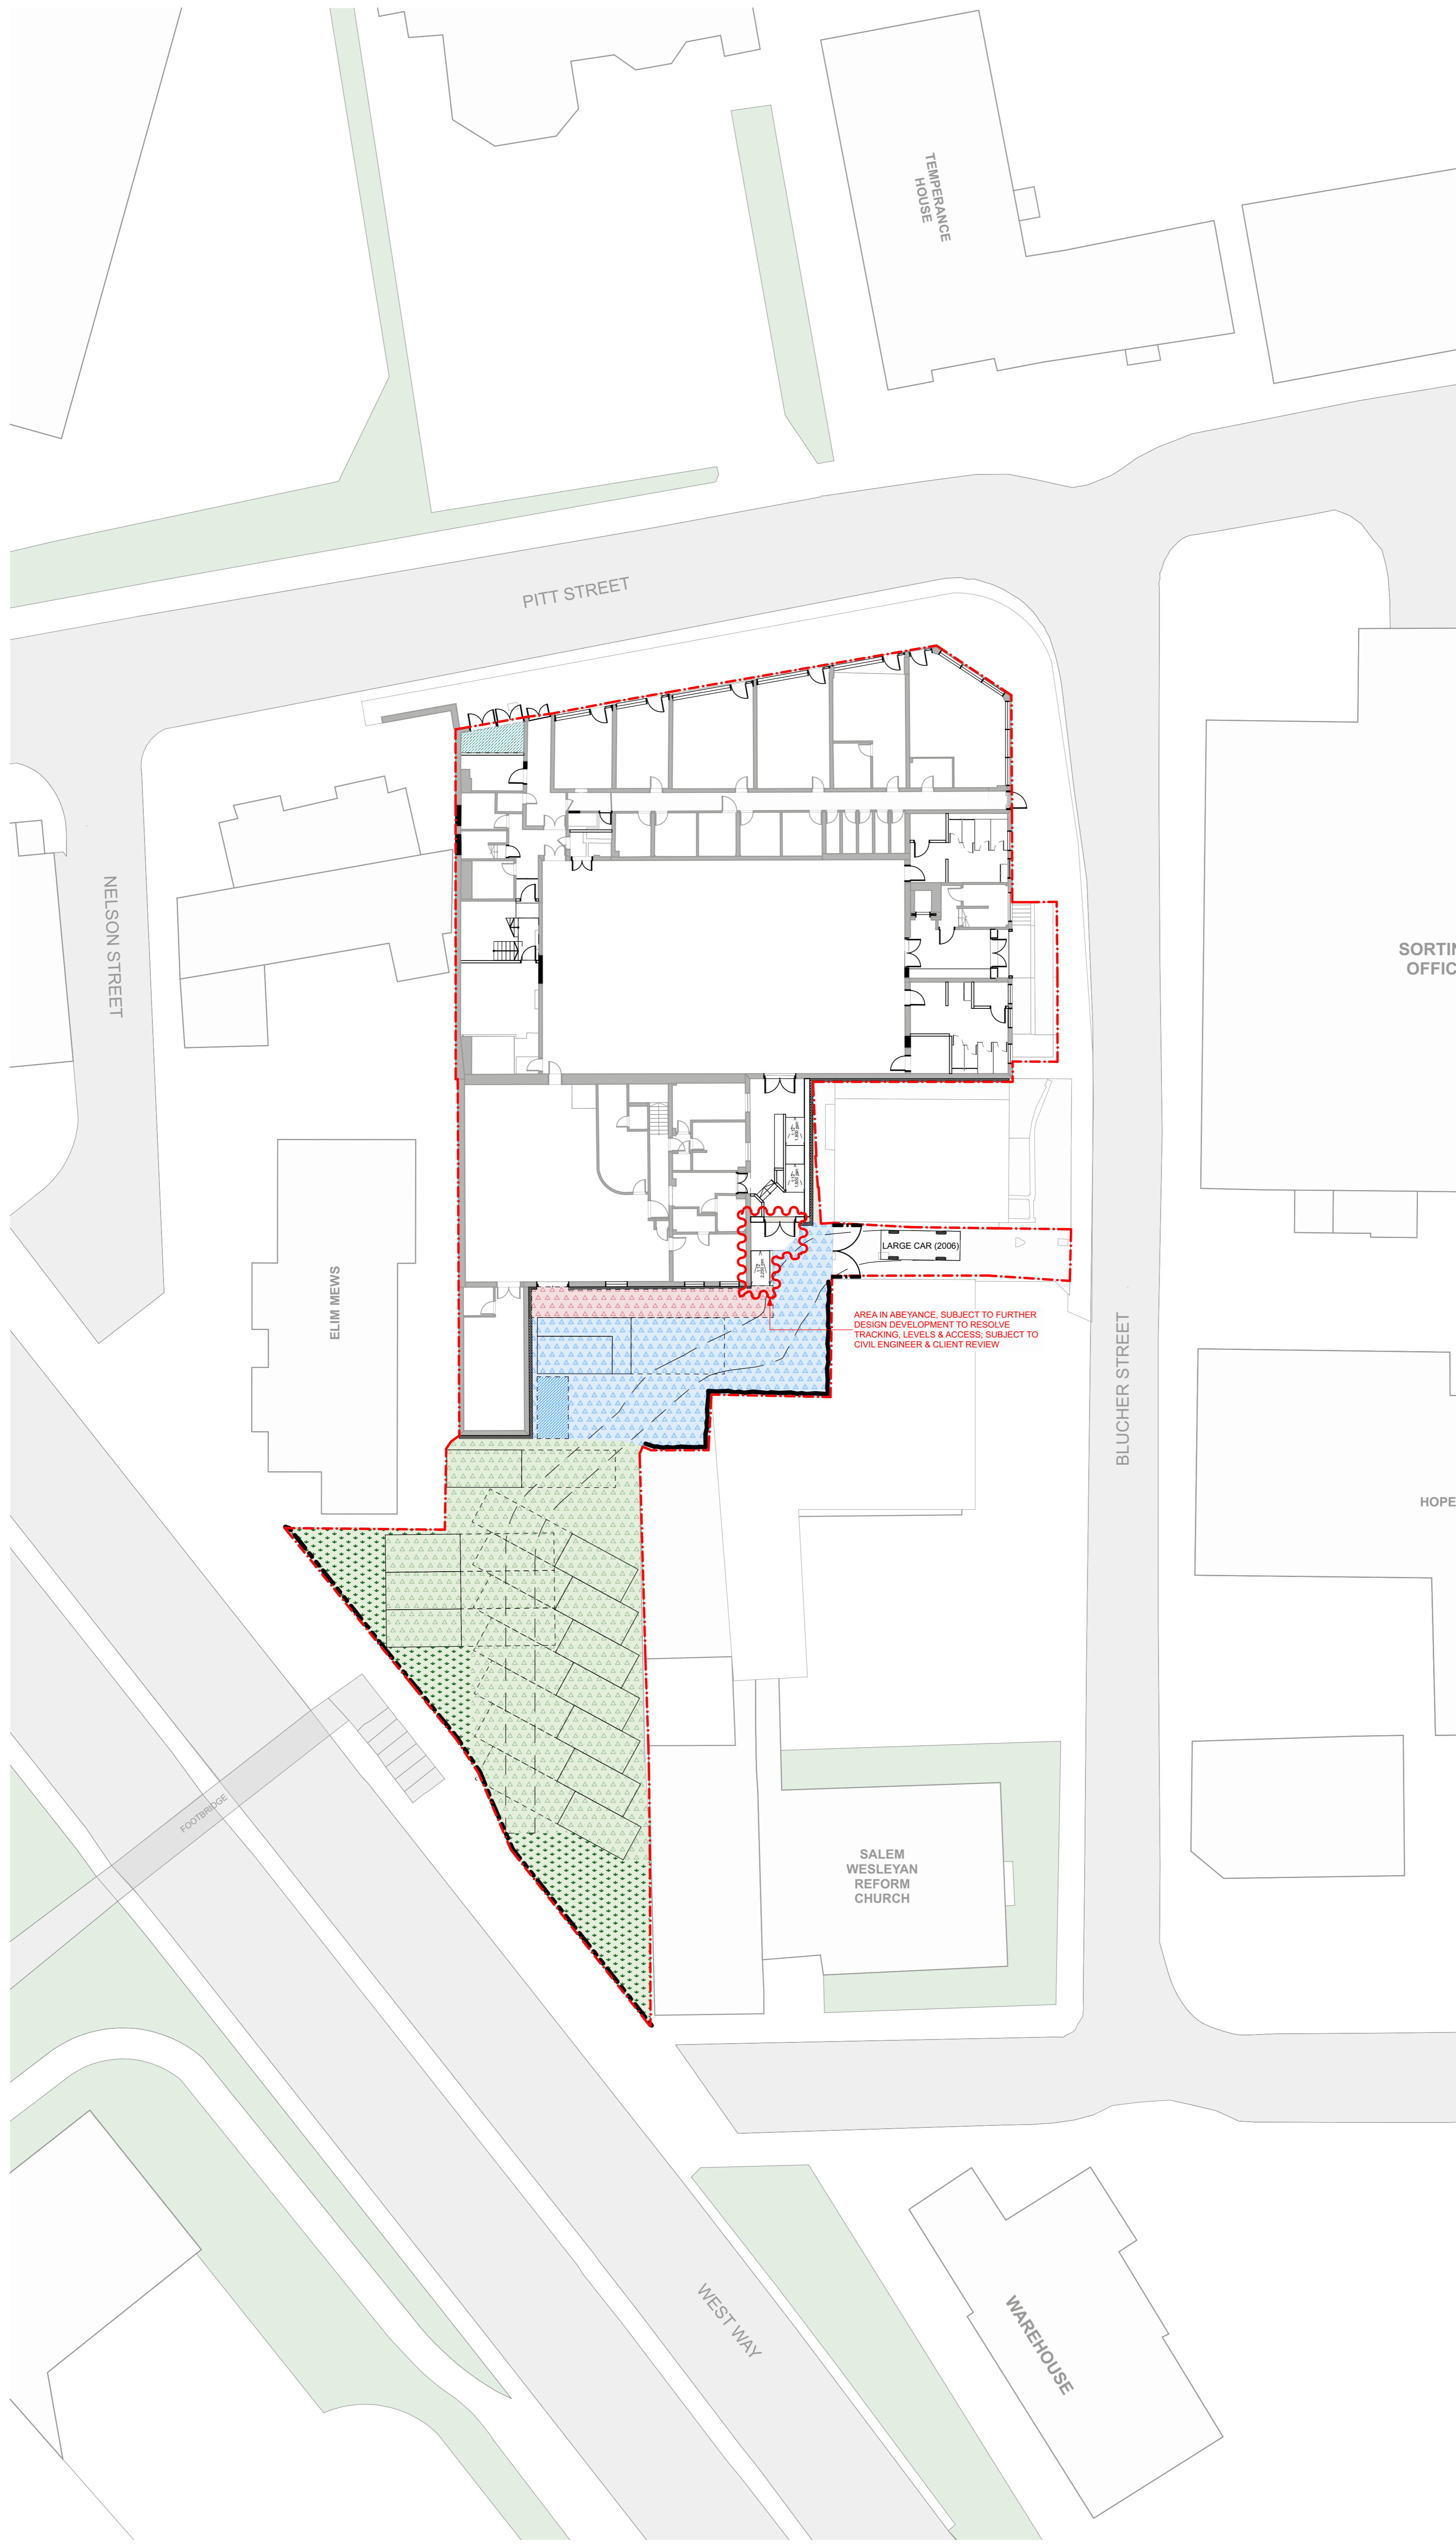 TEMPERANCE
HOUSE
PITT STREET
NELSON STREET
SORTIN
OFFIC
LARGE CAR (2006)
ELIM MEWS
AREA IN ABEYANCE, SUBJECT TO FURTHER
DESIGN DEVELOPMENT TO RESOLVE
TRACKING, LEVELS & ACCESS; SUBJECT TO
CIVIL ENGINEER & CLIENT REVIEW
BLUCHER STREET
HOPE
FOOTBRIDGE
SALEM
WESLEYAN
REFORM
CHURCH
WEST WAY
WAREHOUSE